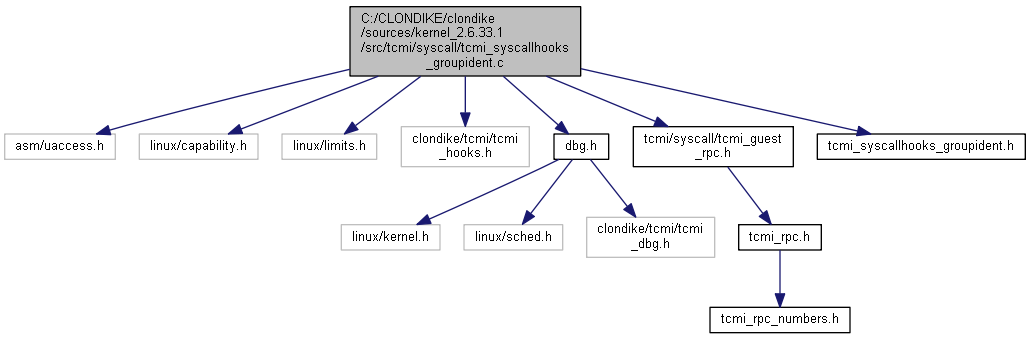 C:/CLONDIKE/clondike
/sources/kernel_2.6.33.1
/src/tcmi/syscall/tcmi_syscallhooks
_groupident.c
asm/uaccess.h
linux/capability.h
linux/limits.h
clondike/tcmi/tcmi
_hooks.h
dbg.h
tcmi/syscall/tcmi_guest
_rpc.h
tcmi_syscallhooks_groupident.h
linux/kernel.h
linux/sched.h
clondike/tcmi/tcmi
_dbg.h
tcmi_rpc.h
tcmi_rpc_numbers.h